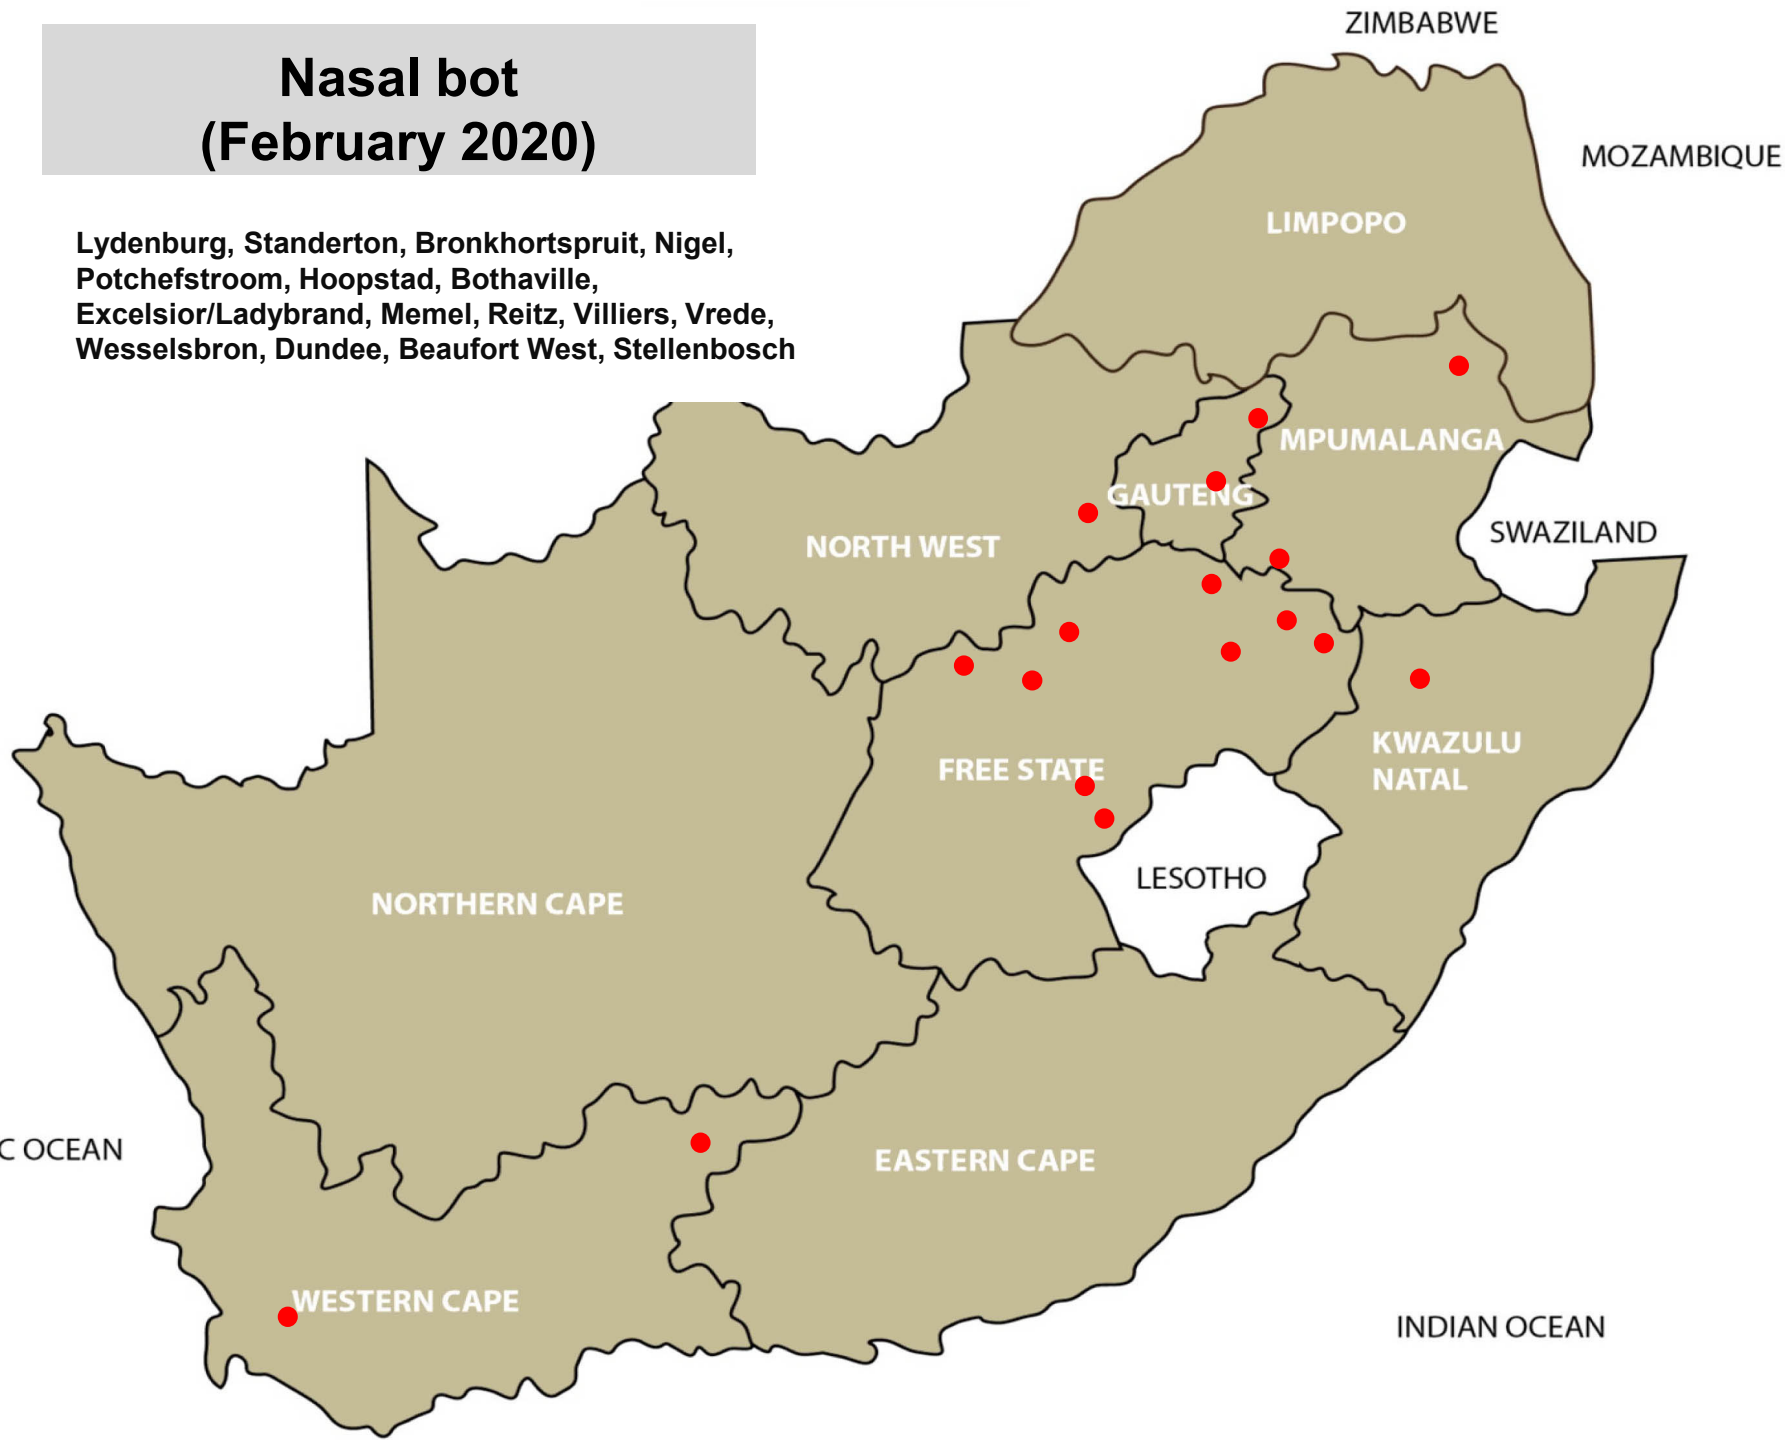 Nasal bot
(February 2020)
Lydenburg, Standerton, Bronkhortspruit, Nigel,
Potchefstroom, Hoopstad, Bothaville,
Excelsior/Ladybrand, Memel, Reitz, Villiers, Vrede,
Wesselsbron, Dundee, Beaufort West, Stellenbosch
ZIMBABWE
MOZAMBIQUE
LIMPOPO
MPUMALANGA
GAUTENG
SWAZILAND
NORTH WEST
KWAZULU
NATAL
FREE STATE
LESOTHO
NORTHERN CAPE
C OCEAN
EASTERN CAPE
WESTERN CAPE
INDIAN OCEAN